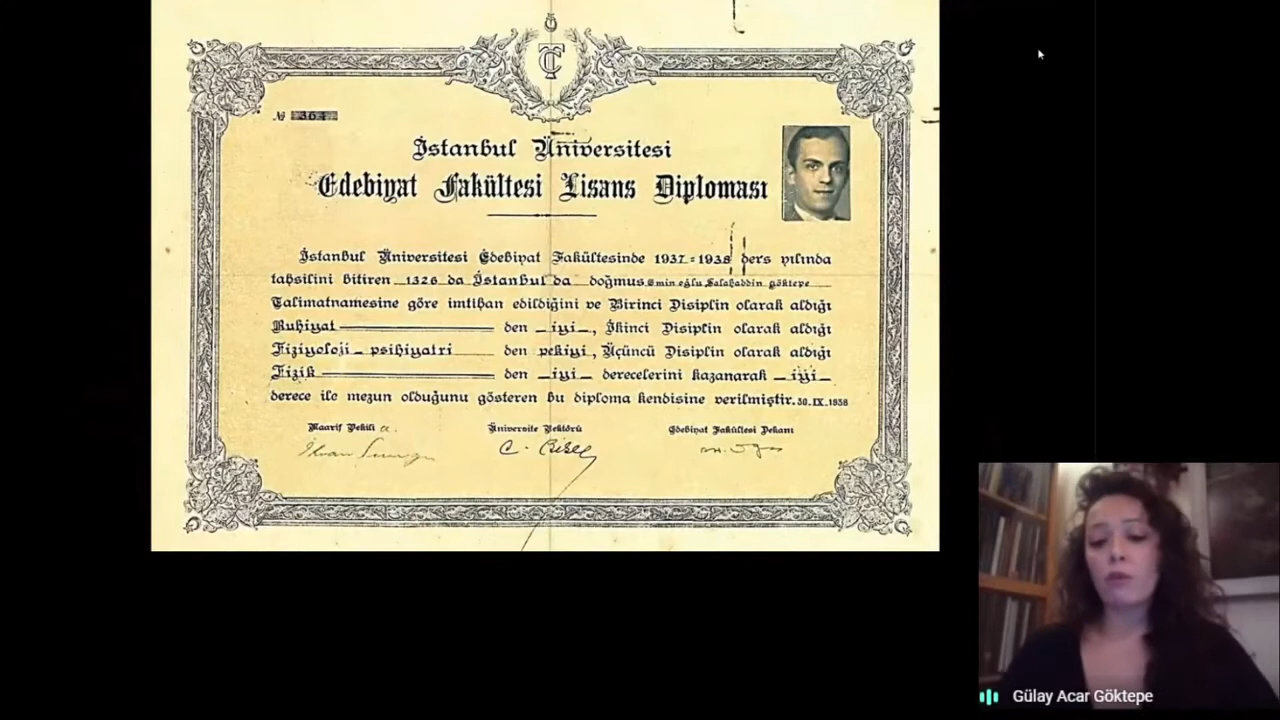 TC
№ 364
İstanbul Üniversitesi
Edebiyat Fakültesi Lisans Diploması
İstanbul Üniversitesi Edebiyat Fakültesinde 1937=1938 ders yılında
tahsilini bitiren 1326 da İstanbul'da doğmuş Emin oğlu Salahaddin göktepe
Talimatnamesine göre imtihan edildiğini ve Birinci Disiplin olarak aldığı
Ruhiyat den iyi, İkinci Disiplin olarak aldığı
Fiziyoloji - psihiyatri den pekiyi, Üçüncü Disiplin olarak aldığı
Fizik den iyi derecelerini kazanarak iyi
derece ile mezun olduğunu gösteren bu diploma kendisine verilmiştir. 30.IX.1938
Maarif Vekili a. Üniversite Rektörü Edebiyat Fakültesi Dekanı
C. Bilsel
Gülay Acar Göktepe